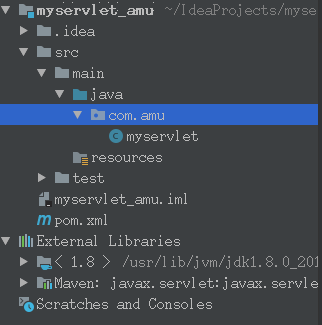 myservlet_amu ~/IdeaProjects/myse
.idea
src
main
java
com.amu
myservlet
resources
test
myservlet_amu.iml
pom.xml
External Libraries
< 1.8 > /usr/lib/jvm/jdk1.8.0_201
Maven: javax.servlet:javax.servle
Scratches and Consoles